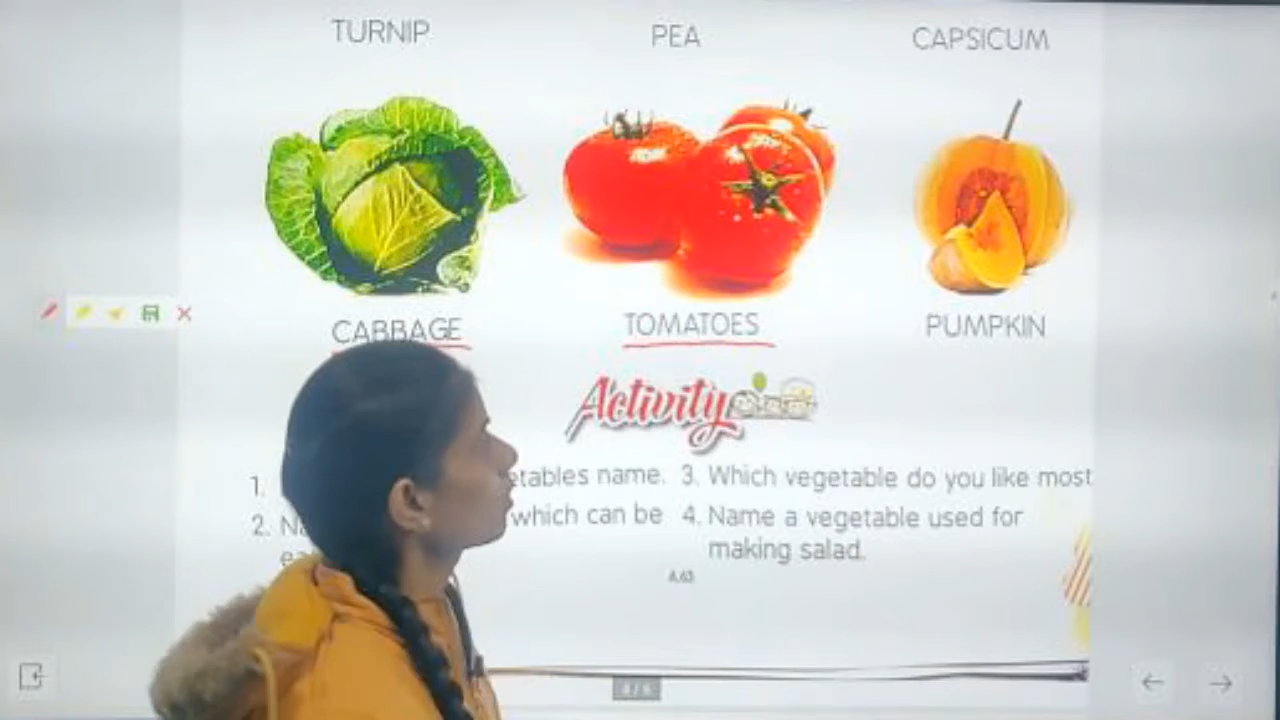 TURNIP PEA CAPSICUM
CABBAGE TOMATOES PUMPKIN
Activity
1. etables name. 3. Which vegetable do you like most
2. which can be 4. Name a vegetable used for
making salad.
A.63